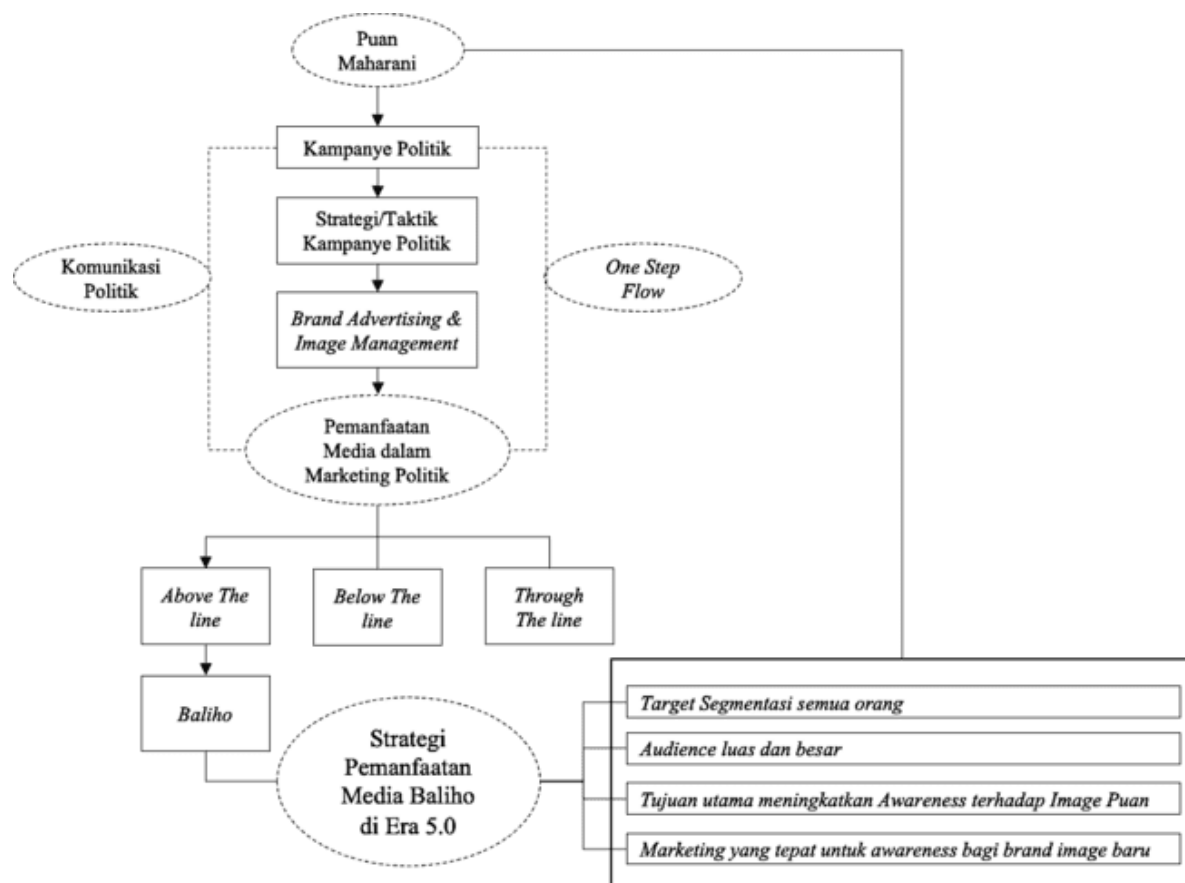 Puan
Maharani
Kampanye Politik
Strategi/Taktik
Kampanye Politik
Komunikasi
Politik
One Step
Flow
Brand Advertising &
Image Management
Pemanfaatan
Media dalam
Marketing Politik
Above The
line
Below The
line
Through
The line
Baliho
Strategi
Pemanfaatan
Media Baliho
di Era 5.0
Target Segmentasi semua orang
Audience luas dan besar
Tujuan utama meningkatkan Awareness terhadap Image Puan
Marketing yang tepat untuk awareness bagi brand image baru